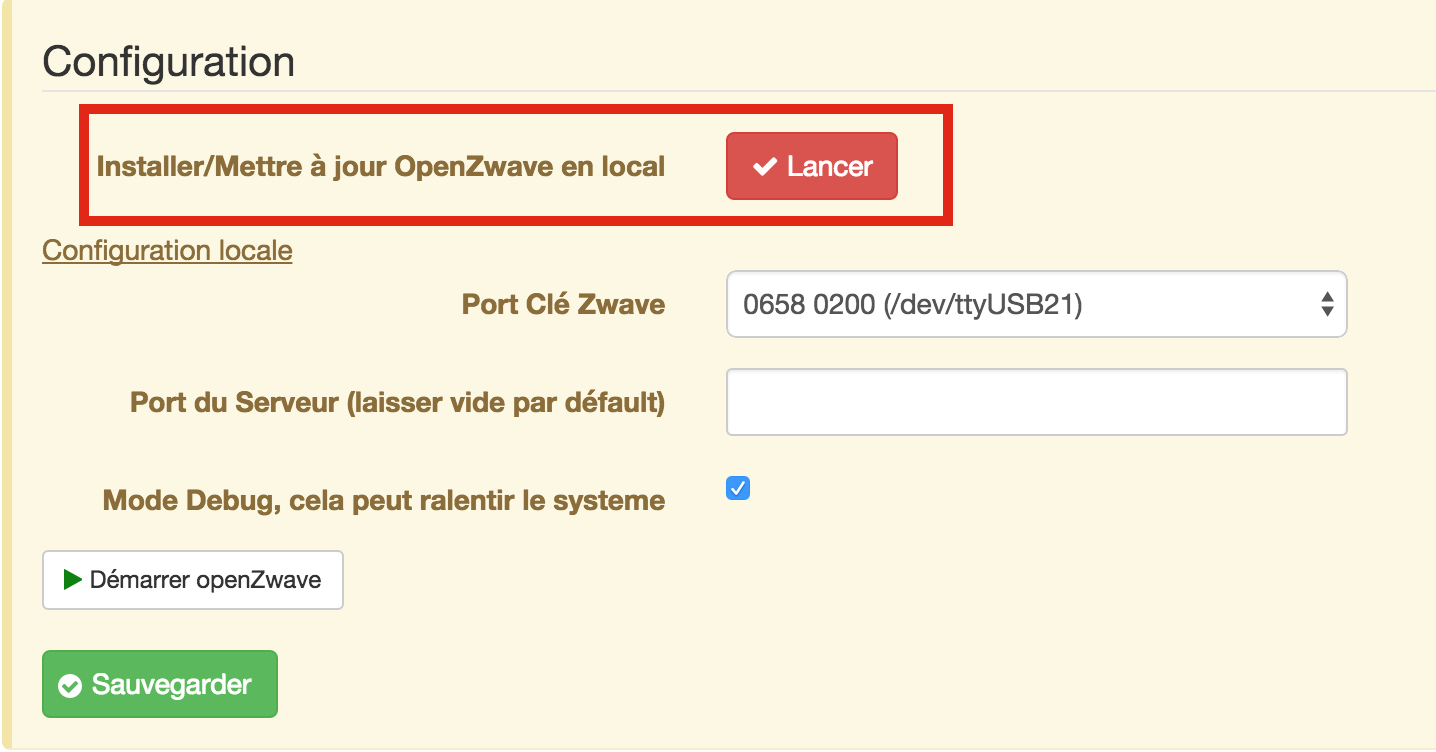 Configuration
Installer/Mettre à jour OpenZwave en local Lancer
Configuration locale
Port Clé Zwave 0658 0200 (/dev/ttyUSB21)
Port du Serveur (laisser vide par défault)
Mode Debug, cela peut ralentir le systeme
Démarrer openZwave
Sauvegarder